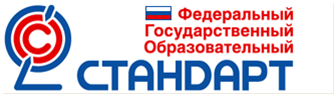 Федеральный
Государственный
Образовательный
СТАНДАРТ